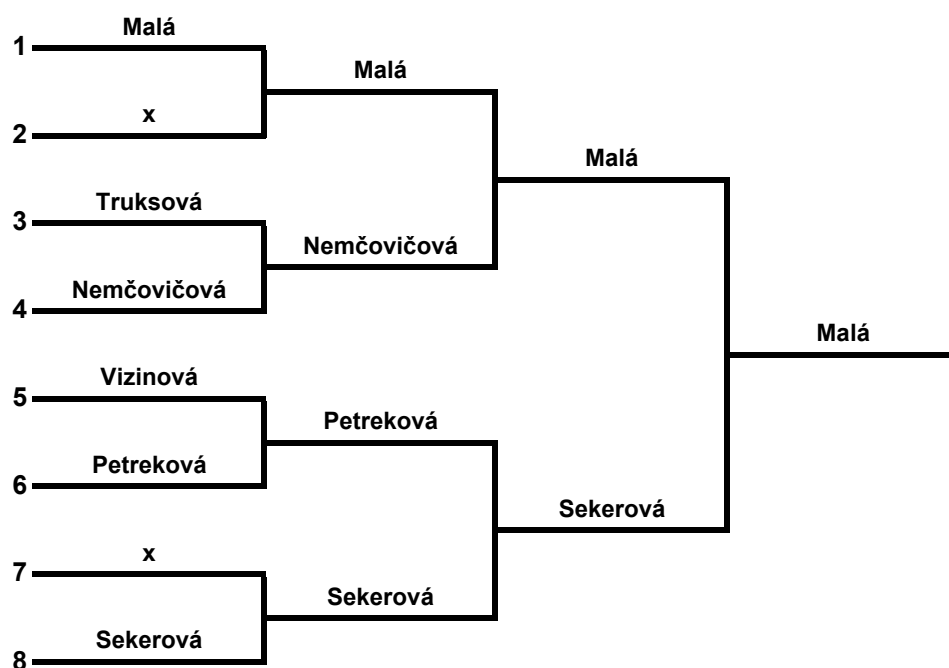 1 Malá
Malá
2 x
Malá
3 Truksová
Nemčovičová
4 Nemčovičová
Malá
5 Vizinová
Petreková
6 Petreková
Sekerová
7 x
Sekerová
8 Sekerová